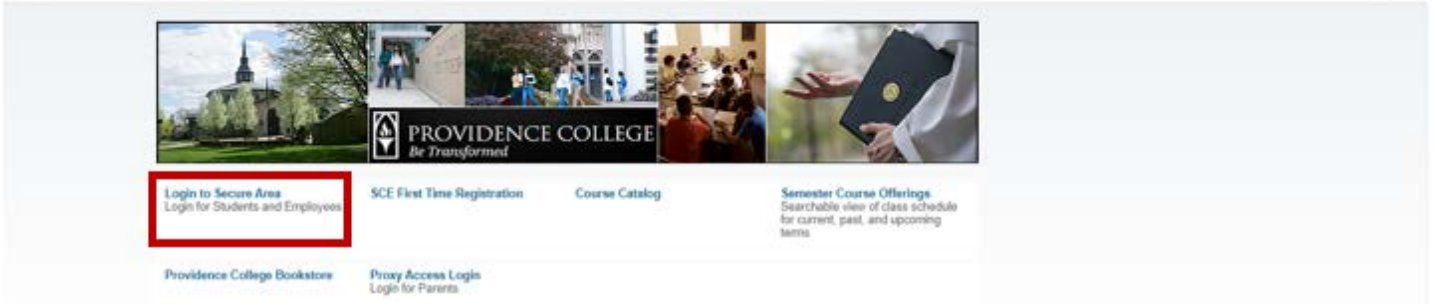 PROVIDENCE COLLEGE
Be Transformed
Login to Secure Area
Login for Students and Employees
SCE First Time Registration
Course Catalog
Semester Course Offerings
Searchable view of class schedule
for current, past, and upcoming
terms
Providence College Bookstore
Proxy Access Login
Login for Parents